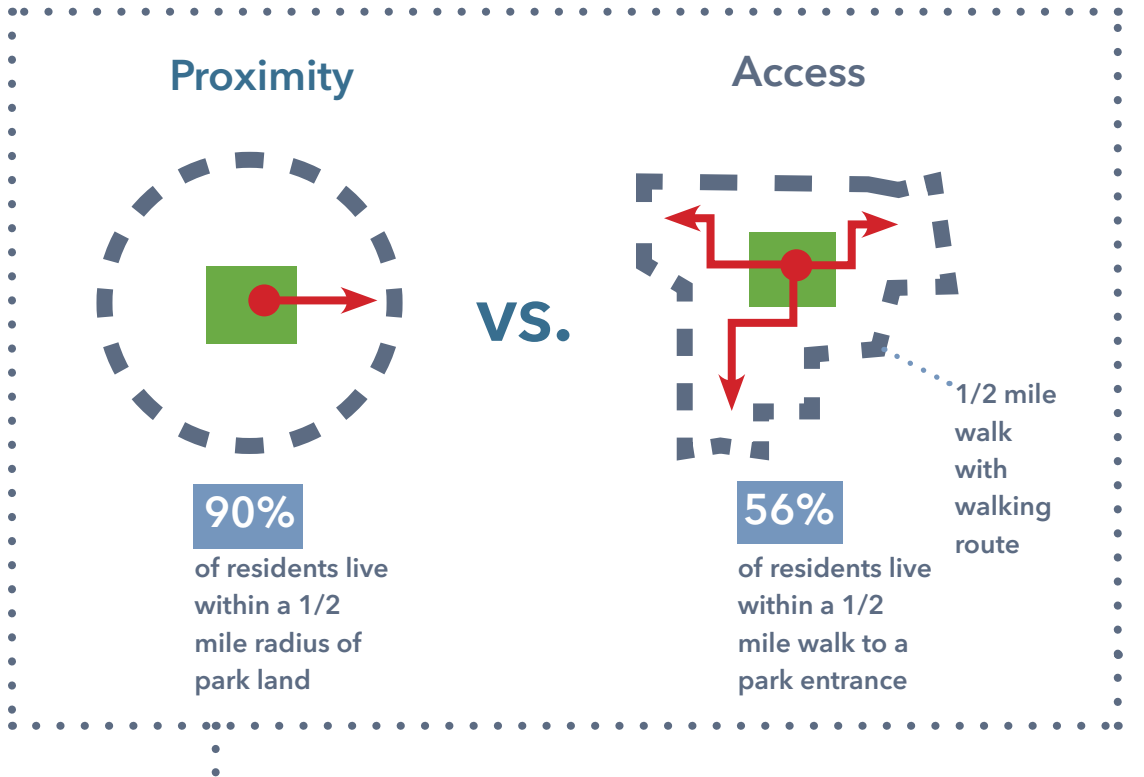 Proximity
90%
of residents live
within a 1/2
mile radius of
park land
vs.
Access
1/2 mile
walk
with
walking
route
56%
of residents live
within a 1/2
mile walk to a
park entrance